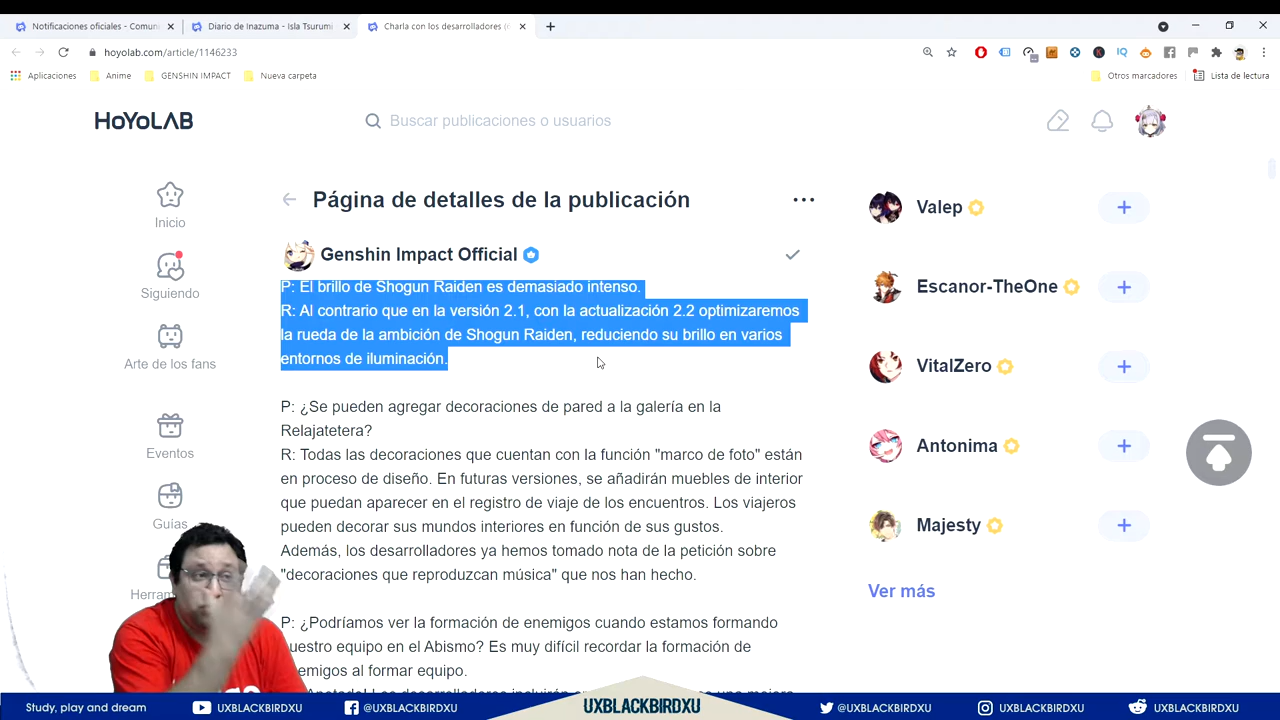 Notificaciones oficiales - Comun
Diario de Inazuma - Isla Tsurumi
Charla con los desarrolladores (6
hoyolab.com/article/1146233
Aplicaciones
Anime
GENSHIN IMPACT
Nueva carpeta
Otros marcadores
Lista de lectura
HoYoLAB
Buscar publicaciones o usuarios
Inicio
Siguiendo
Arte de los fans
Eventos
Guías
Herram
Página de detalles de la publicación
Genshin Impact Official
P: El brillo de Shogun Raiden es demasiado intenso.
R: Al contrario que en la versión 2.1, con la actualización 2.2 optimizaremos
la rueda de la ambición de Shogun Raiden, reduciendo su brillo en varios
entornos de iluminación.
P: ¿Se pueden agregar decoraciones de pared a la galería en la
Relajatetera?
R: Todas las decoraciones que cuentan con la función "marco de foto" están
en proceso de diseño. En futuras versiones, se añadirán muebles de interior
que puedan aparecer en el registro de viaje de los encuentros. Los viajeros
pueden decorar sus mundos interiores en función de sus gustos.
Además, los desarrolladores ya hemos tomado nota de la petición sobre
"decoraciones que reproduzcan música" que nos han hecho.
P: ¿Podríamos ver la formación de enemigos cuando estamos formando
uestro equipo en el Abismo? Es muy difícil recordar la formación de
emigos al formar equipo.
Valep
Escanor-TheOne
VitalZero
Antonima
Majesty
Ver más
Study, play and dream
UXBLACKBIRDXU
@UXBLACKBIRDXU
UXBLACKBIRDXU
@UXBLACKBIRDXU
UXBLACKBIRDXU
UXBLACKBIRDXU